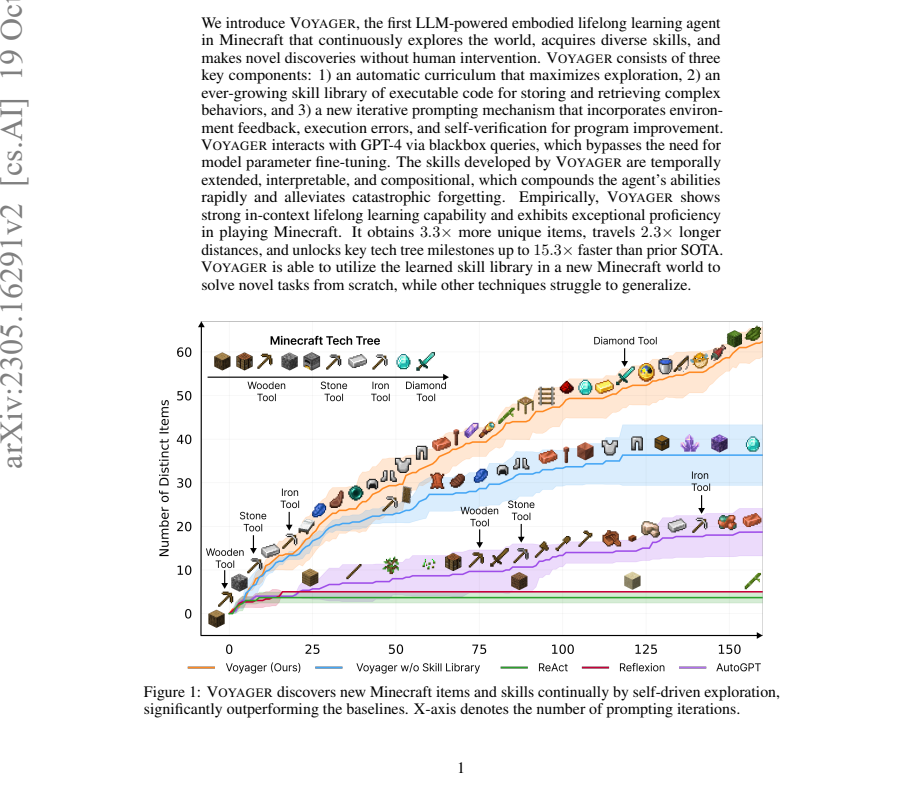 arXiv:2305.16291v2 [cs.AI] 19 Oct
We introduce VOYAGER, the first LLM-powered embodied lifelong learning agent
in Minecraft that continuously explores the world, acquires diverse skills, and
makes novel discoveries without human intervention. VOYAGER consists of three
key components: 1) an automatic curriculum that maximizes exploration, 2) an
ever-growing skill library of executable code for storing and retrieving complex
behaviors, and 3) a new iterative prompting mechanism that incorporates environ-
ment feedback, execution errors, and self-verification for program improvement.
VOYAGER interacts with GPT-4 via blackbox queries, which bypasses the need for
model parameter fine-tuning. The skills developed by VOYAGER are temporally
extended, interpretable, and compositional, which compounds the agent's abilities
rapidly and alleviates catastrophic forgetting. Empirically, VOYAGER shows
strong in-context lifelong learning capability and exhibits exceptional proficiency
in playing Minecraft. It obtains 3.3× more unique items, travels 2.3× longer
distances, and unlocks key tech tree milestones up to 15.3× faster than prior SOTA.
VOYAGER is able to utilize the learned skill library in a new Minecraft world to
solve novel tasks from scratch, while other techniques struggle to generalize.
Minecraft Tech Tree
Wooden
Tool
Stone
Tool
Iron
Tool
Diamond
Tool
Diamond Tool
Iron
Tool
Stone
Tool
Wooden
Tool
Wooden
Tool
Stone
Tool
Iron
Tool
Number of Distinct Items
60
50
40
30
20
10
0
0 25 50 75 100 125 150
Voyager (Ours) Voyager w/o Skill Library ReAct Reflexion AutoGPT
Figure 1: VOYAGER discovers new Minecraft items and skills continually by self-driven exploration,
significantly outperforming the baselines. X-axis denotes the number of prompting iterations.
1